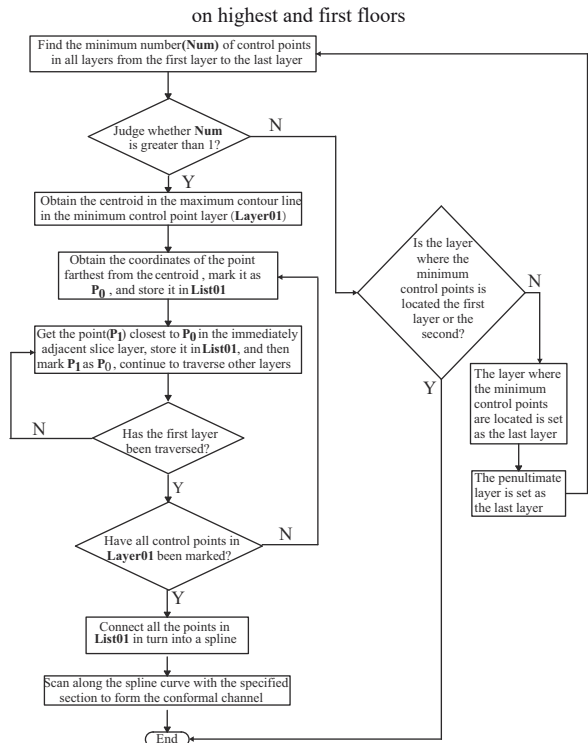 on highest and first floors
Find the minimum number(Num) of control points
in all layers from the first layer to the last layer
Judge whether Num
is greater than 1?
N
Y
Obtain the centroid in the maximum contour line
in the minimum control point layer (Layer01)
Obtain the coordinates of the point
farthest from the centroid , mark it as
P0 , and store it in List01
Get the point(P1) closest to P0 in the immediately
adjacent slice layer, store it in List01, and then
mark P1 as P0 , continue to traverse other layers
N
Has the first layer
been traversed?
Y
Have all control points in
Layer01 been marked?
N
Y
Connect all the points in
List01 in turn into a spline
Scan along the spline curve with the specified
section to form the conformal channel
End
Is the layer
where the
minimum
control points is
located the first
layer or the
second?
N
Y
The layer where
the minimum
control points
are located is set
as the last layer
The penultimate
layer is set as
the last layer